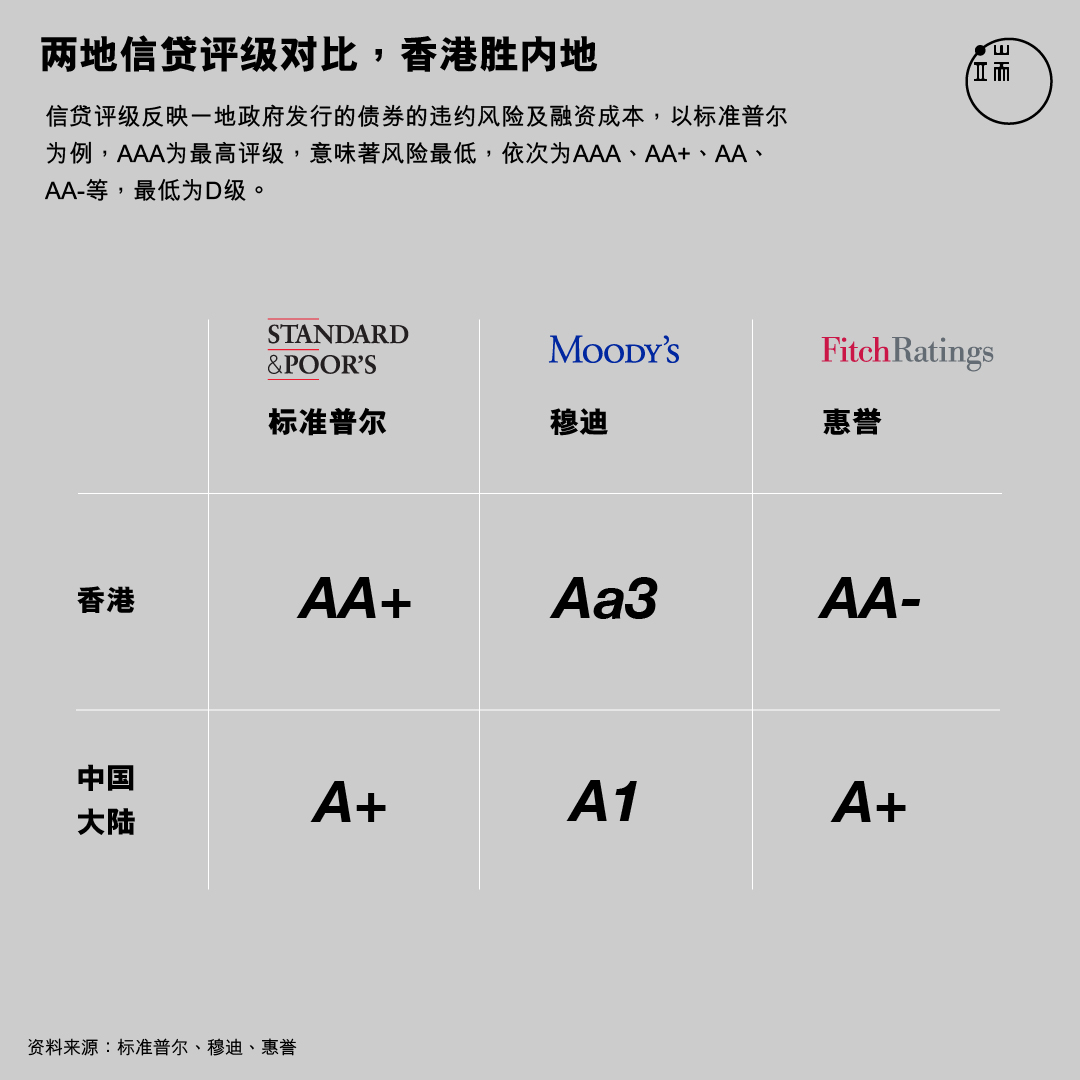 两地信贷评级对比，香港胜内地
端
信贷评级反映一地政府发行的债券的违约风险及融资成本，以标准普尔
为例，AAA为最高评级，意味著风险最低，依次为AAA、AA+、AA、
AA-等，最低为D级。
STANDARD
&POOR'S
MOODY'S
FitchRatings
标准普尔
穆迪
惠誉
香港
AA+
Aa3
AA-
中国
大陆
A+
A1
A+
资料来源：标准普尔、穆迪、惠誉